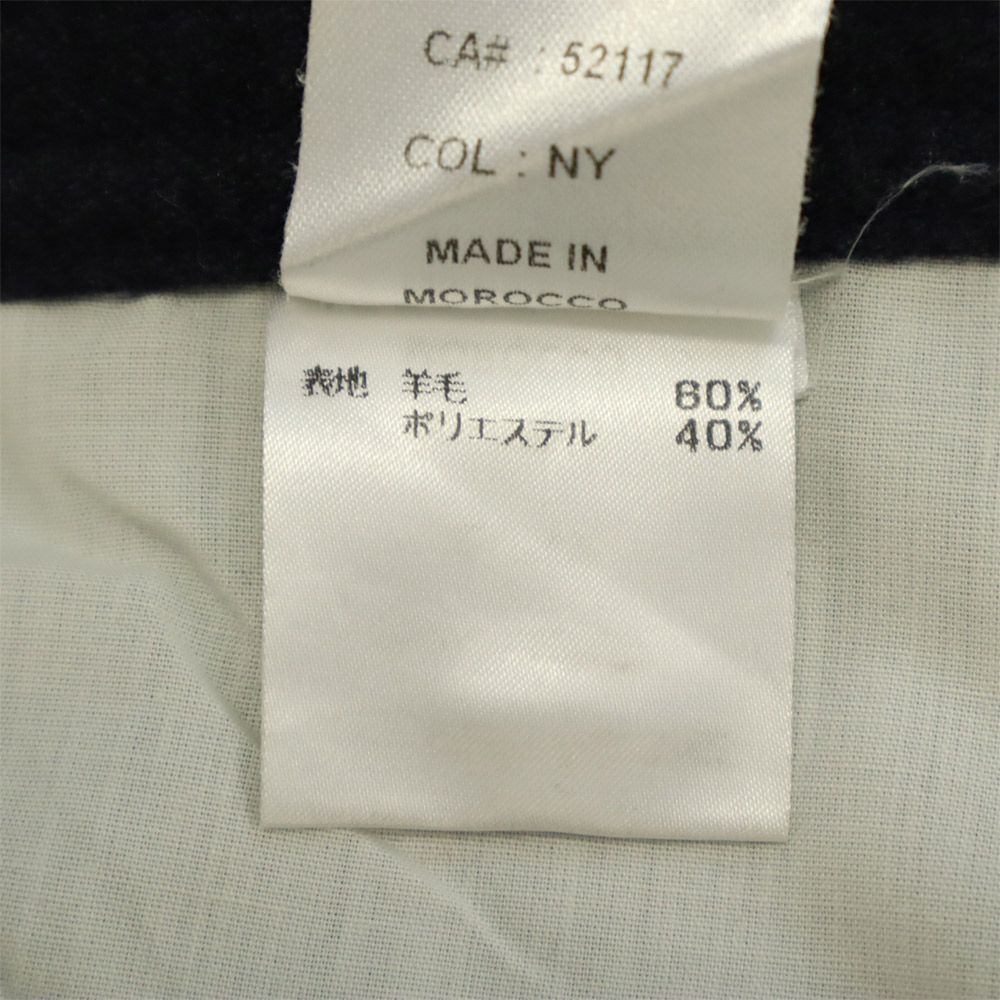 CA# : 52117
COL : NY
MADE IN
MOROCCO
表地 羊毛 60%
ポリエステル 40%